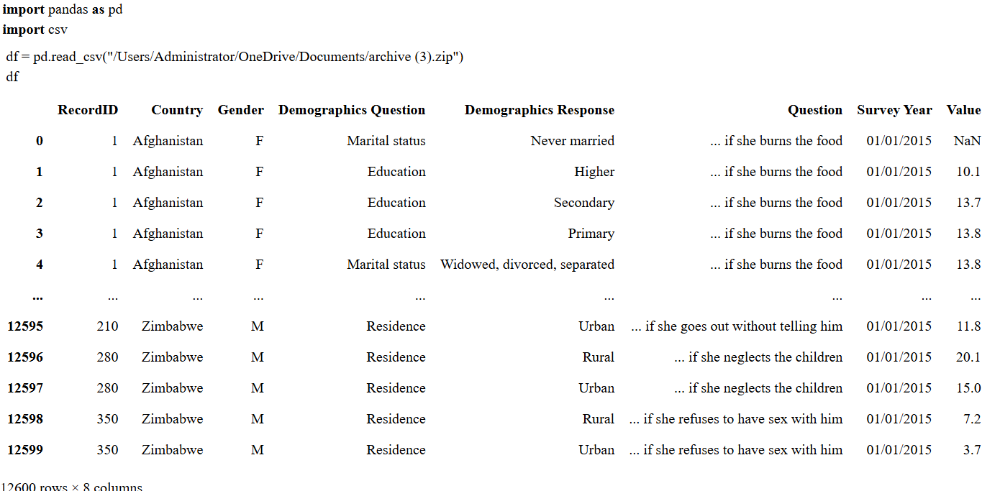 import pandas as pd
import csv
df = pd.read_csv("/Users/Administrator/OneDrive/Documents/archive (3).zip")
df
RecordID Country Gender Demographics Question Demographics Response Question Survey Year Value
0 1 Afghanistan F Marital status Never married ... if she burns the food 01/01/2015 NaN
1 1 Afghanistan F Education Higher ... if she burns the food 01/01/2015 10.1
2 1 Afghanistan F Education Secondary ... if she burns the food 01/01/2015 13.7
3 1 Afghanistan F Education Primary ... if she burns the food 01/01/2015 13.8
4 1 Afghanistan F Marital status Widowed, divorced, separated ... if she burns the food 01/01/2015 13.8
... ... ... ... ... ... ... ... ...
12595 210 Zimbabwe M Residence Urban ... if she goes out without telling him 01/01/2015 11.8
12596 280 Zimbabwe M Residence Rural ... if she neglects the children 01/01/2015 20.1
12597 280 Zimbabwe M Residence Urban ... if she neglects the children 01/01/2015 15.0
12598 350 Zimbabwe M Residence Rural ... if she refuses to have sex with him 01/01/2015 7.2
12599 350 Zimbabwe M Residence Urban ... if she refuses to have sex with him 01/01/2015 3.7
12600 rows × 8 columns